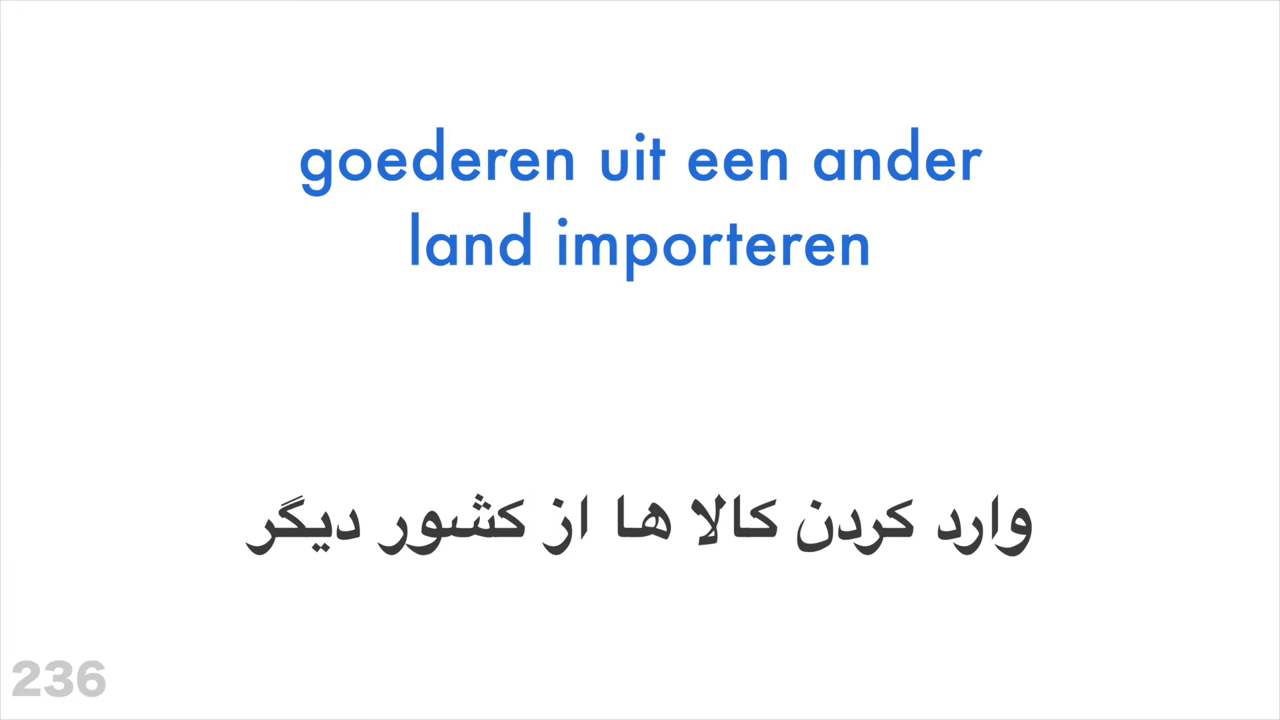 goederen uit een ander
land importeren
وارد کردن کالا ها از کشور دیگر
236